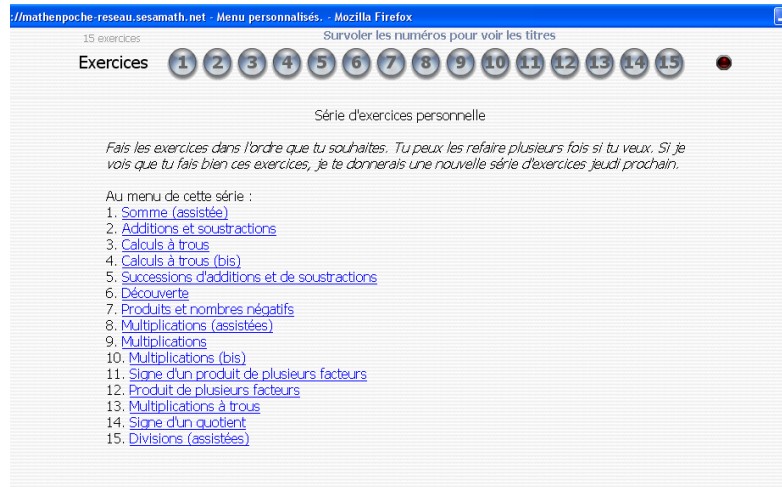 ://mathenpoche-reseau.sesamath.net - Menu personnalisés. - Mozilla Firefox
15 exercices
Survoler les numéros pour voir les titres
Exercices 1 2 3 4 5 6 7 8 9 10 11 12 13 14 15
Série d'exercices personnelle
Fais les exercices dans l'ordre que tu souhaites. Tu peux les refaire plusieurs fois si tu veux. Si je
vois que tu fais bien ces exercices, je te donnerais une nouvelle série d'exercices jeudi prochain.
Au menu de cette série :
1. Somme (assistée)
2. Additions et soustractions
3. Calculs à trous
4. Calculs à trous (bis)
5. Successions d'additions et de soustractions
6. Découverte
7. Produits et nombres négatifs
8. Multiplications (assistées)
9. Multiplications
10. Multiplications (bis)
11. Signe d'un produit de plusieurs facteurs
12. Produit de plusieurs facteurs
13. Multiplications à trous
14. Signe d'un quotient
15. Divisions (assistées)